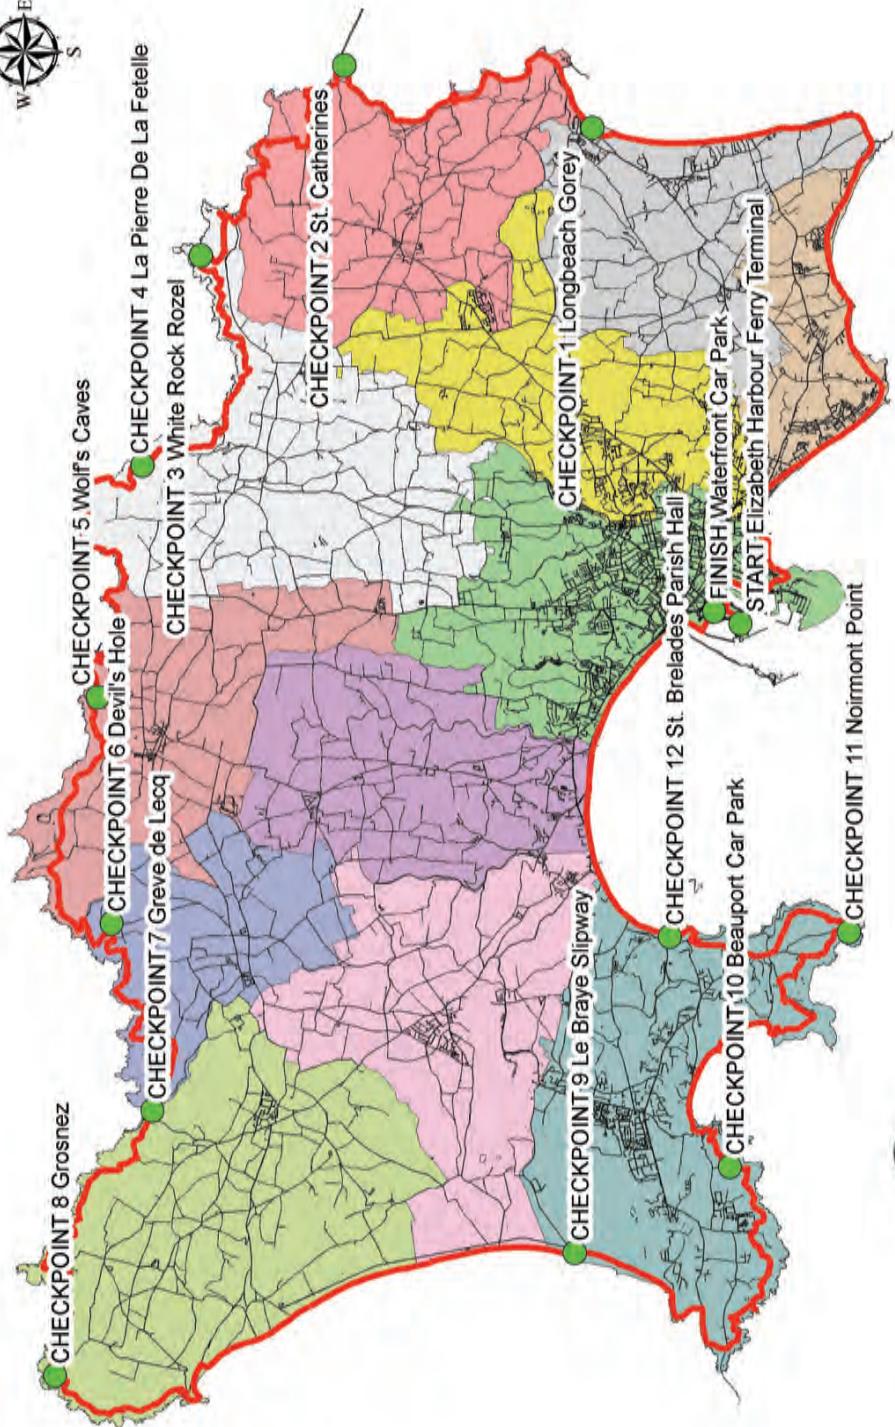 E
S
W
CHECKPOINT 4 La Pierre De La Fetelle
CHECKPOINT 2 St. Catherines
CHECKPOINT 3 White Rock Rozel
CHECKPOINT 5 Wolf's Caves
CHECKPOINT 1 Longbeach Gorey
CHECKPOINT 6 Devil's Hole
FINISH Waterfront Car Park
START Elizabeth Harbour Ferry Terminal
CHECKPOINT 7 Greve de Lecq
CHECKPOINT 12 St. Brelades Parish Hall
CHECKPOINT 11 Noirmont Point
CHECKPOINT 8 Grosnez
CHECKPOINT 9 Le Braye Slipway
CHECKPOINT 10 Beauport Car Park